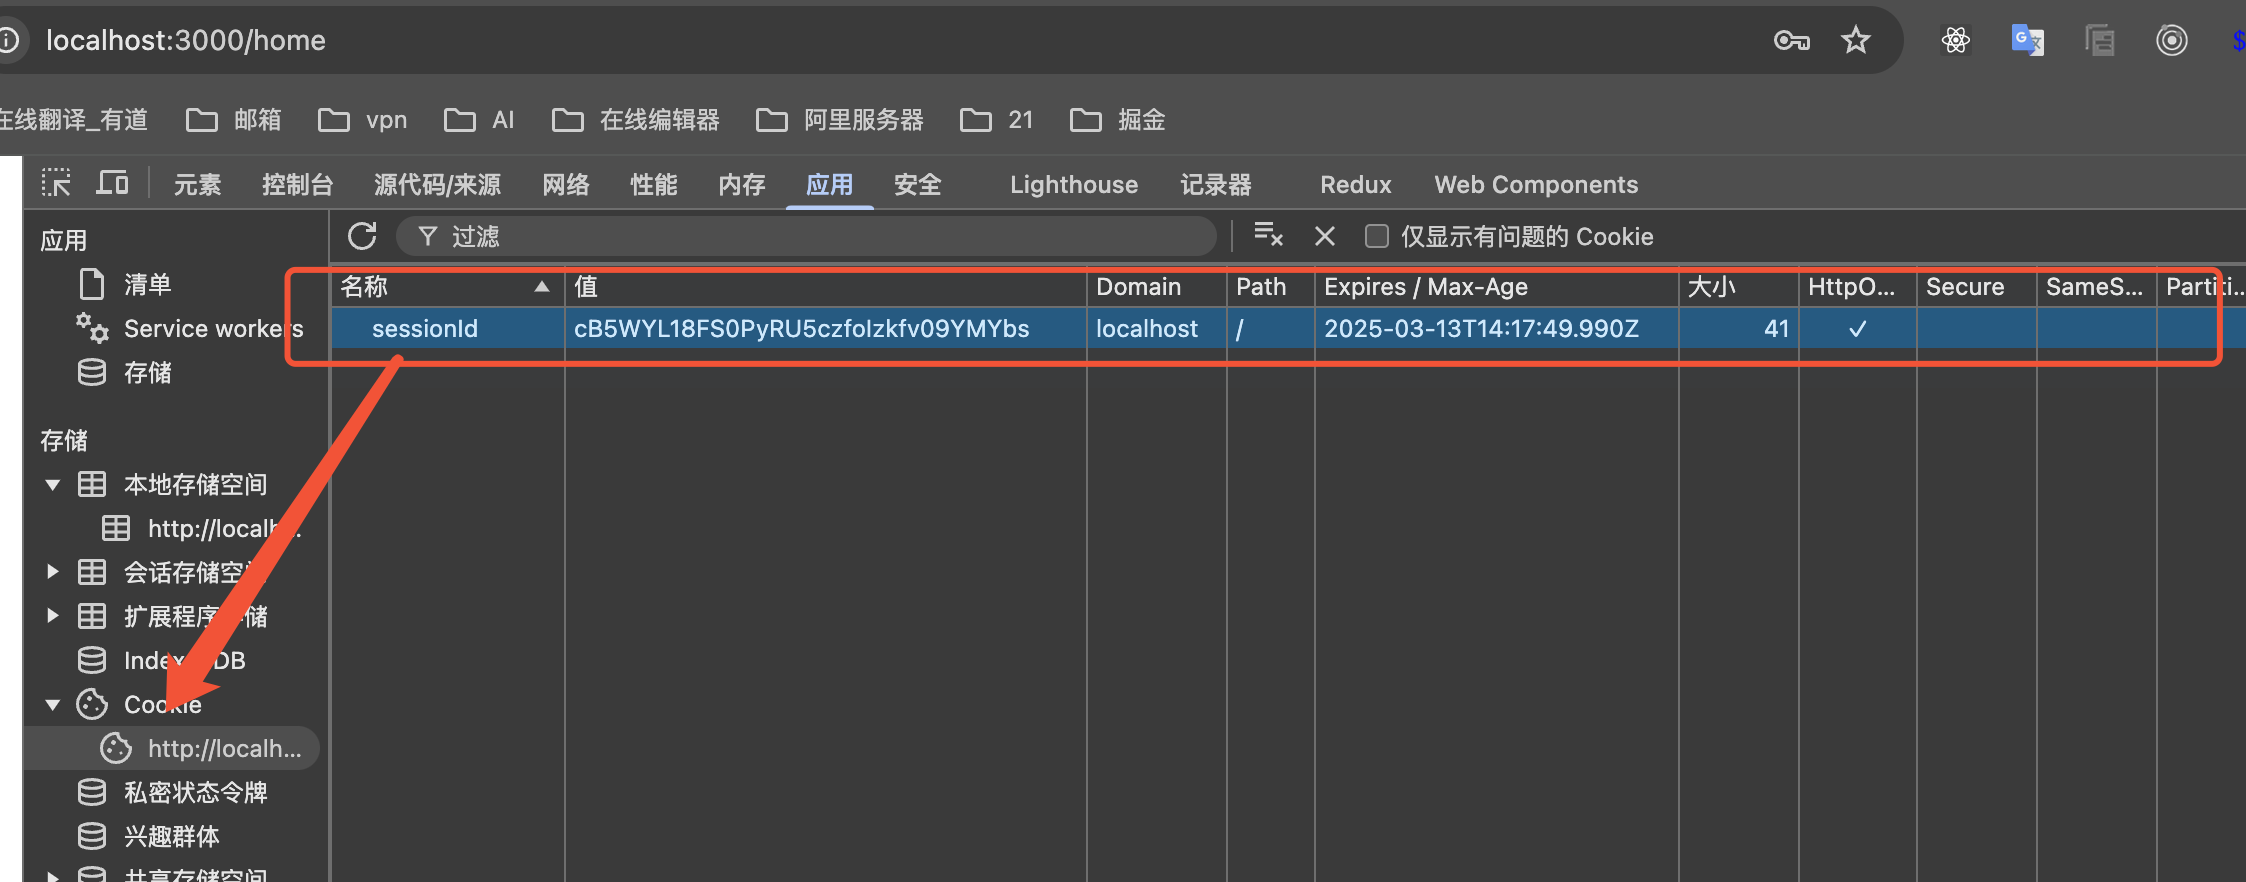 localhost:3000/home
在线翻译_有道 邮箱 vpn AI 在线编辑器 阿里服务器 21 掘金
元素 控制台 源代码/来源 网络 性能 内存 应用 安全 Lighthouse 记录器 Redux Web Components
应用 过滤 仅显示有问题的 Cookie
清单
Service workers
存储
名称 值 Domain Path Expires / Max-Age 大小 HttpO... Secure SameS... Partiti...
sessionId cB5WYL18FS0PyRU5czfoIzkfv09YMYbs localhost / 2025-03-13T14:17:49.990Z 41 ✓
存储
本地存储空间
http://localh...
会话存储空间
扩展程序存储
IndexedDB
Cookie
http://localh...
私密状态令牌
兴趣群体
共享存储空间